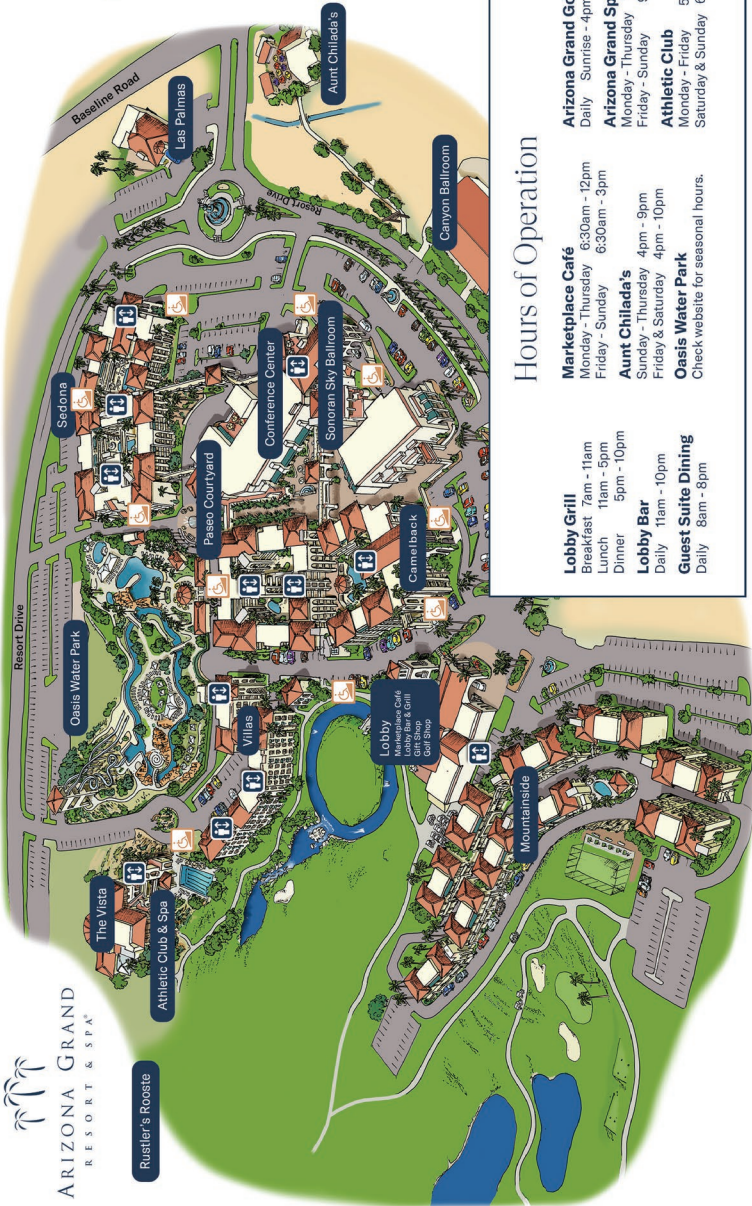 ARIZONA GRAND
RESORT & SPA®
Rustler's Rooste
The Vista
Athletic Club & Spa
Resort Drive
Oasis Water Park
Villas
Sedona
Paseo Courtyard
Conference Center
Sonoran Sky Ballroom
Camelback
Lobby
Marketplace Café
Lobby Bar & Grill
Gift Shop
Golf Shop
Mountainside
Baseline Road
Las Palmas
Aunt Chilada's
Resort Drive
Canyon Ballroom
Hours of Operation
Lobby Grill
Breakfast 7am - 11am
Lunch 11am - 5pm
Dinner 5pm - 10pm
Lobby Bar
Daily 11am - 10pm
Guest Suite Dining
Daily 8am - 8pm
Marketplace Café
Monday - Thursday 6:30am - 12pm
Friday - Sunday 6:30am - 3pm
Aunt Chilada's
Sunday - Thursday 4pm - 9pm
Friday & Saturday 4pm - 10pm
Oasis Water Park
Check website for seasonal hours.
Arizona Grand
Daily Sunrise - 4pm
Arizona Grand
Monday - Thursday
Friday - Sunday
Athletic Club
Monday - Friday
Saturday & Sunday